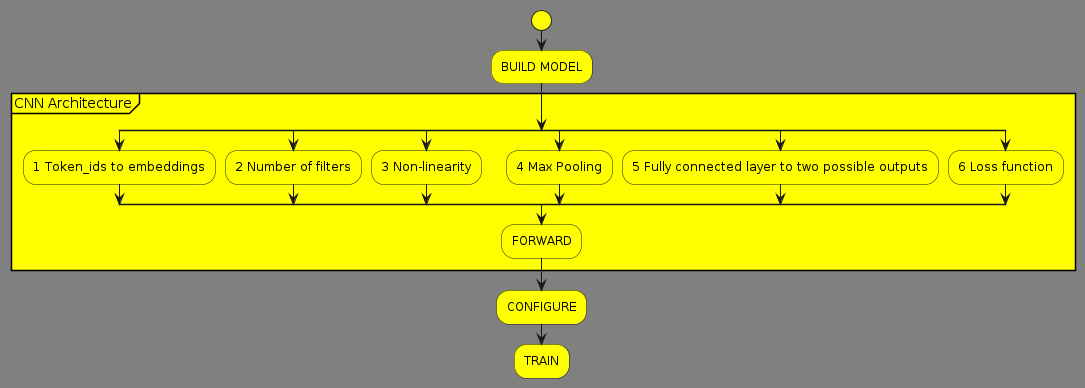 BUILD MODEL
CNN Architecture
1 Token_ids to embeddings
2 Number of filters
3 Non-linearity
4 Max Pooling
5 Fully connected layer to two possible outputs
6 Loss function
FORWARD
CONFIGURE
TRAIN